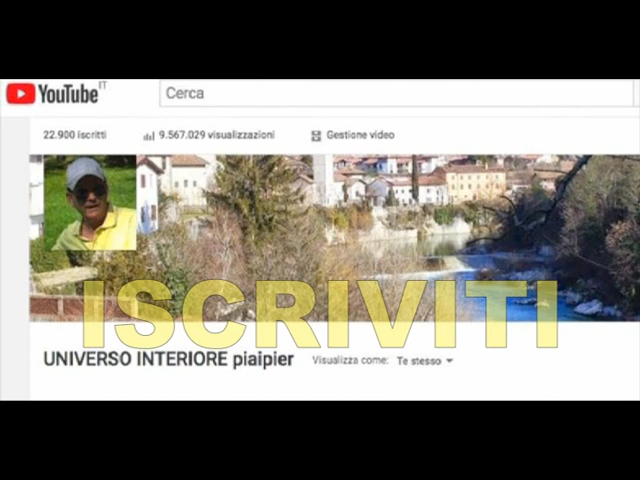 YouTube IT
Cerca
22.900 iscritti 9.567.029 visualizzazioni Gestione video
ISCRIVITI
UNIVERSO INTERIORE piaipier Visualizza come: Te stesso